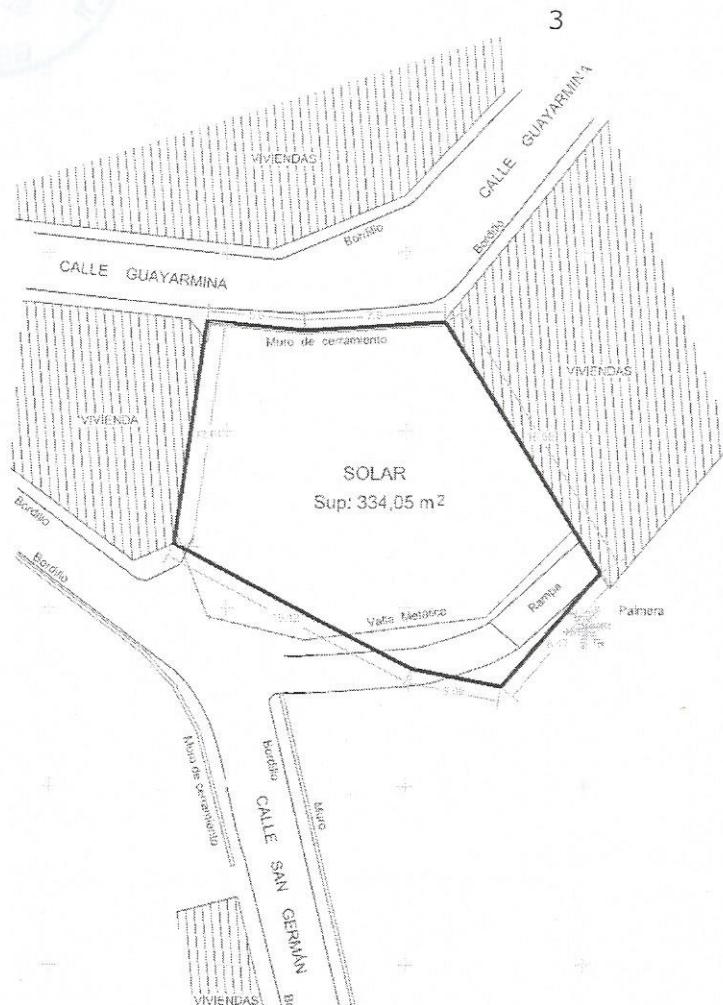 3
VIVIENDAS
CALLE GUAYARMINA
Bordillo
Bordillo
CALLE GUAYARMINA
Muro de cerramiento
VIVIENDAS
VIVIENDA
SOLAR
Sup: 334,05 m²
Bordillo
Bordillo
Valla Metálica
Rampa
Palmera
Muro de cerramiento
Bordillo
Muro
CALLE SAN GERMÁN
VIVIENDAS